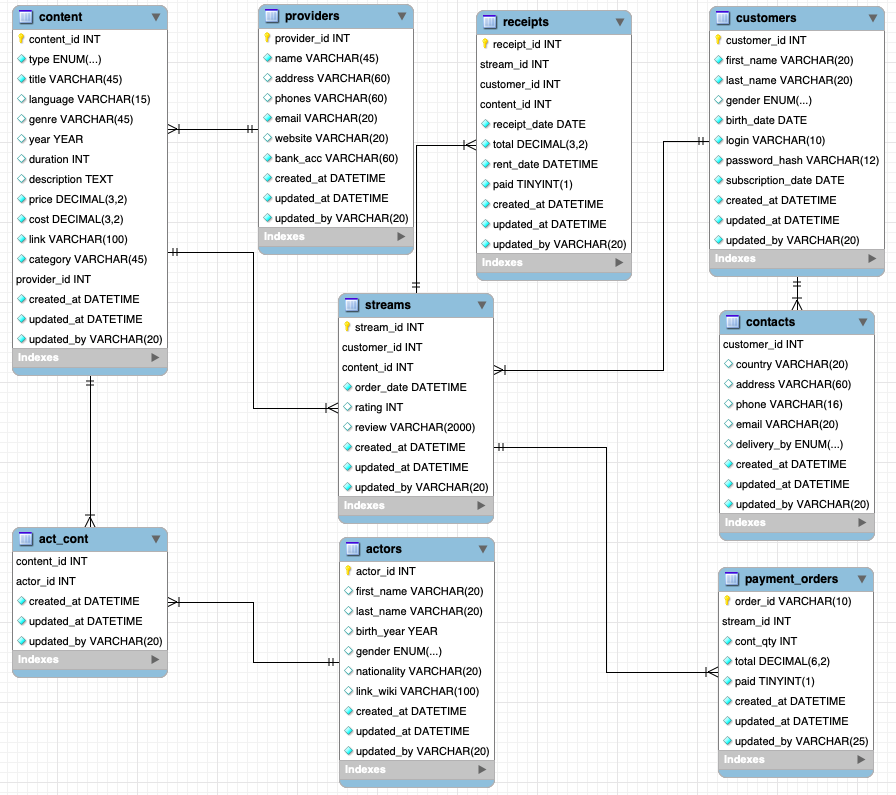 content
content_id INT
type ENUM(...)
title VARCHAR(45)
language VARCHAR(15)
genre VARCHAR(45)
year YEAR
duration INT
description TEXT
price DECIMAL(3,2)
cost DECIMAL(3,2)
link VARCHAR(100)
category VARCHAR(45)
provider_id INT
created_at DATETIME
updated_at DATETIME
updated_by VARCHAR(20)
Indexes
providers
provider_id INT
name VARCHAR(45)
address VARCHAR(60)
phones VARCHAR(60)
email VARCHAR(20)
website VARCHAR(20)
bank_acc VARCHAR(60)
created_at DATETIME
updated_at DATETIME
updated_by VARCHAR(20)
Indexes
receipts
receipt_id INT
stream_id INT
customer_id INT
content_id INT
receipt_date DATE
total DECIMAL(3,2)
rent_date DATETIME
paid TINYINT(1)
created_at DATETIME
updated_at DATETIME
updated_by VARCHAR(20)
Indexes
customers
customer_id INT
first_name VARCHAR(20)
last_name VARCHAR(20)
gender ENUM(...)
birth_date DATE
login VARCHAR(10)
password_hash VARCHAR(12)
subscription_date DATE
created_at DATETIME
updated_at DATETIME
updated_by VARCHAR(20)
Indexes
streams
stream_id INT
customer_id INT
content_id INT
order_date DATETIME
rating INT
review VARCHAR(2000)
created_at DATETIME
updated_at DATETIME
updated_by VARCHAR(20)
Indexes
contacts
customer_id INT
country VARCHAR(20)
address VARCHAR(60)
phone VARCHAR(16)
email VARCHAR(20)
delivery_by ENUM(...)
created_at DATETIME
updated_at DATETIME
updated_by VARCHAR(20)
Indexes
act_cont
content_id INT
actor_id INT
created_at DATETIME
updated_at DATETIME
updated_by VARCHAR(20)
Indexes
actors
actor_id INT
first_name VARCHAR(20)
last_name VARCHAR(20)
birth_year YEAR
gender ENUM(...)
nationality VARCHAR(20)
link_wiki VARCHAR(100)
created_at DATETIME
updated_at DATETIME
updated_by VARCHAR(20)
Indexes
payment_orders
order_id VARCHAR(10)
stream_id INT
cont_qty INT
total DECIMAL(6,2)
paid TINYINT(1)
created_at DATETIME
updated_at DATETIME
updated_by VARCHAR(25)
Indexes